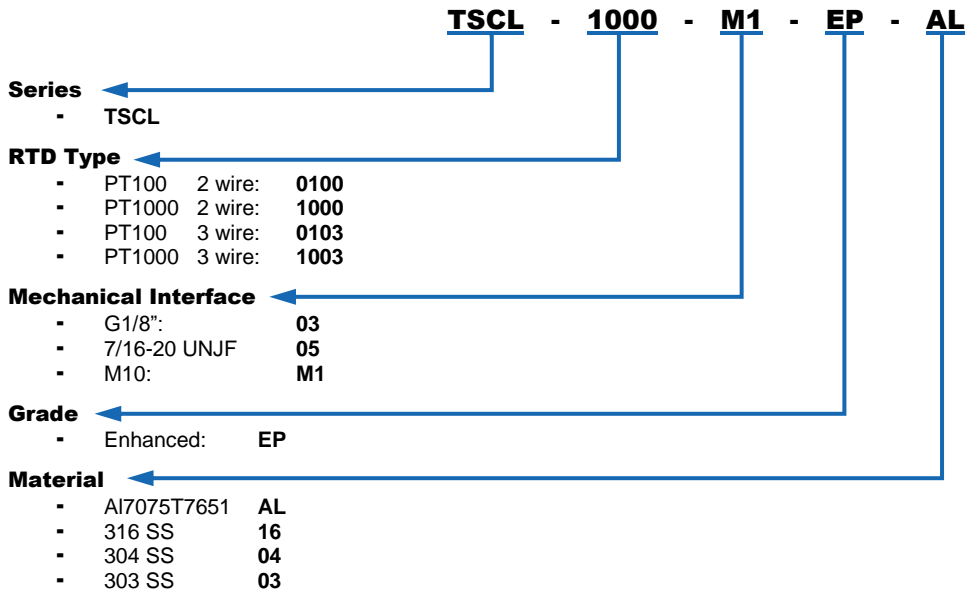 TSCL - 1000 - M1 - EP - AL
Series
- TSCL
RTD Type
- PT100 2 wire: 0100
- PT1000 2 wire: 1000
- PT100 3 wire: 0103
- PT1000 3 wire: 1003
Mechanical Interface
- G1/8”: 03
- 7/16-20 UNJF 05
- M10: M1
Grade
- Enhanced: EP
Material
- Al7075T7651 AL
- 316 SS 16
- 304 SS 04
- 303 SS 03